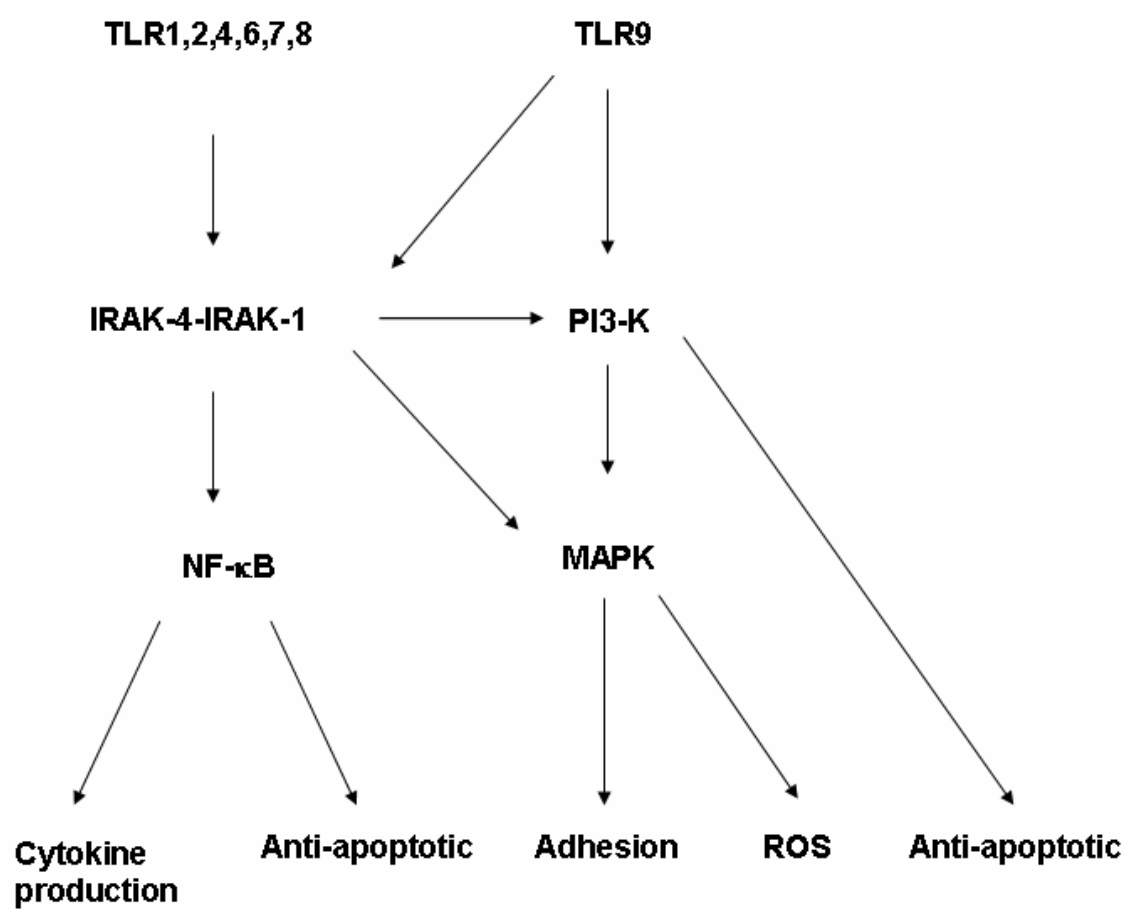 TLR1,2,4,6,7,8
TLR9
IRAK-4-IRAK-1
PI3-K
NF-κB
MAPK
Cytokine
production
Anti-apoptotic
Adhesion
ROS
Anti-apoptotic